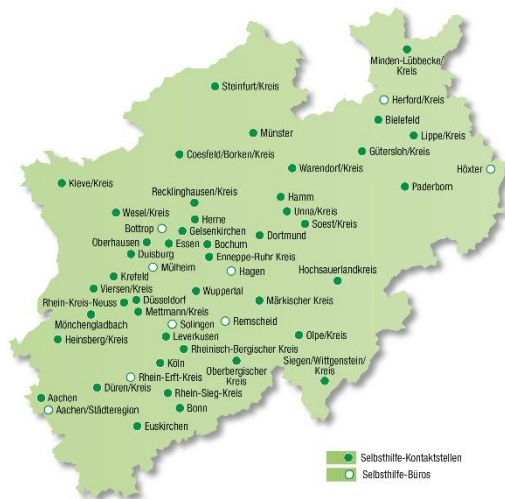 Minden-Lübbecke/
Kreis
Steinfurt/Kreis
Herford/Kreis
Bielefeld
Münster
Lippe/Kreis
Coesfeld/Borken/Kreis
Gütersloh/Kreis
Warendorf/Kreis
Höxter
Kleve/Kreis
Paderborn
Recklinghausen/Kreis
Hamm
Wesel/Kreis
Unna/Kreis
Herne
Soest/Kreis
Bottrop
Gelsenkirchen
Dortmund
Oberhausen
Essen
Bochum
Duisburg
Enneppe-Ruhr Kreis
Mülheim
Hagen
Hochsauerlandkreis
Krefeld
Viersen/Kreis
Wuppertal
Rhein-Kreis-Neuss
Düsseldorf
Märkischer Kreis
Mettmann/Kreis
Mönchengladbach
Solingen
Remscheid
Heinsberg/Kreis
Leverkusen
Olpe/Kreis
Rheinisch-Bergischer Kreis
Siegen/Wittgenstein/
Kreis
Köln
Oberbergischer
Kreis
Rhein-Erft-Kreis
Düren/Kreis
Rhein-Sieg-Kreis
Aachen
Aachen/Städteregion
Bonn
Euskirchen
Selbsthilfe-Kontaktstellen
Selbsthilfe-Büros